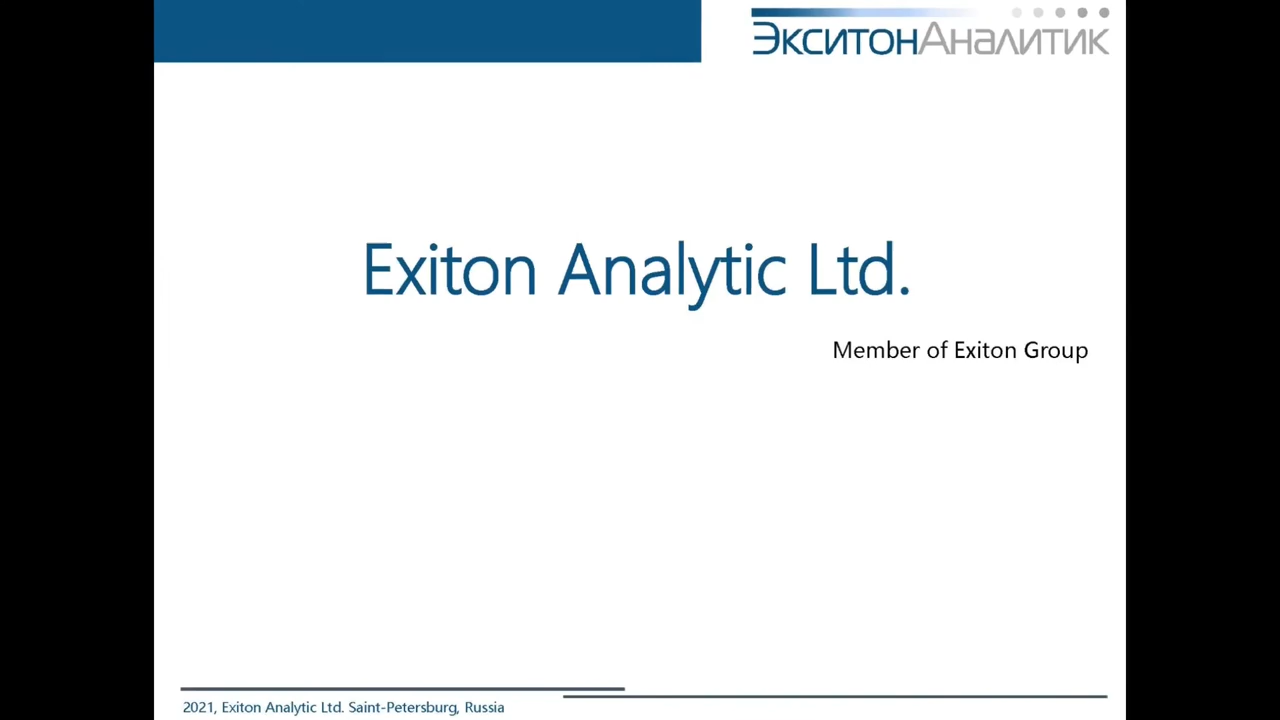 ЭкситонАналитик
Exiton Analytic Ltd.
Member of Exiton Group
2021, Exiton Analytic Ltd. Saint-Petersburg, Russia